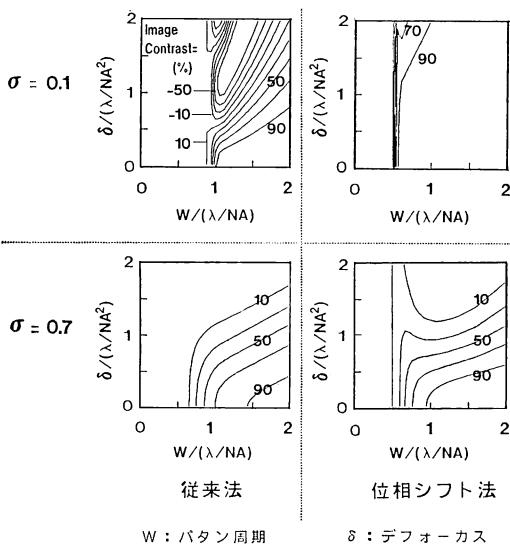 σ = 0.1
Image
Contrast=
(%)
-50
-10
10
50
90
2
1
0
δ/(λ/NA²)
0 1 2
W/(λ/NA)
70
90
2
1
0
δ/(λ/NA²)
0 1 2
W/(λ/NA)
σ = 0.7
10
50
90
2
1
0
δ/(λ/NA²)
0 1 2
W/(λ/NA)
従来法
10
50
90
2
1
0
δ/(λ/NA²)
0 1 2
W/(λ/NA)
位相シフト法
W：パタン周期
δ：デフォーカス